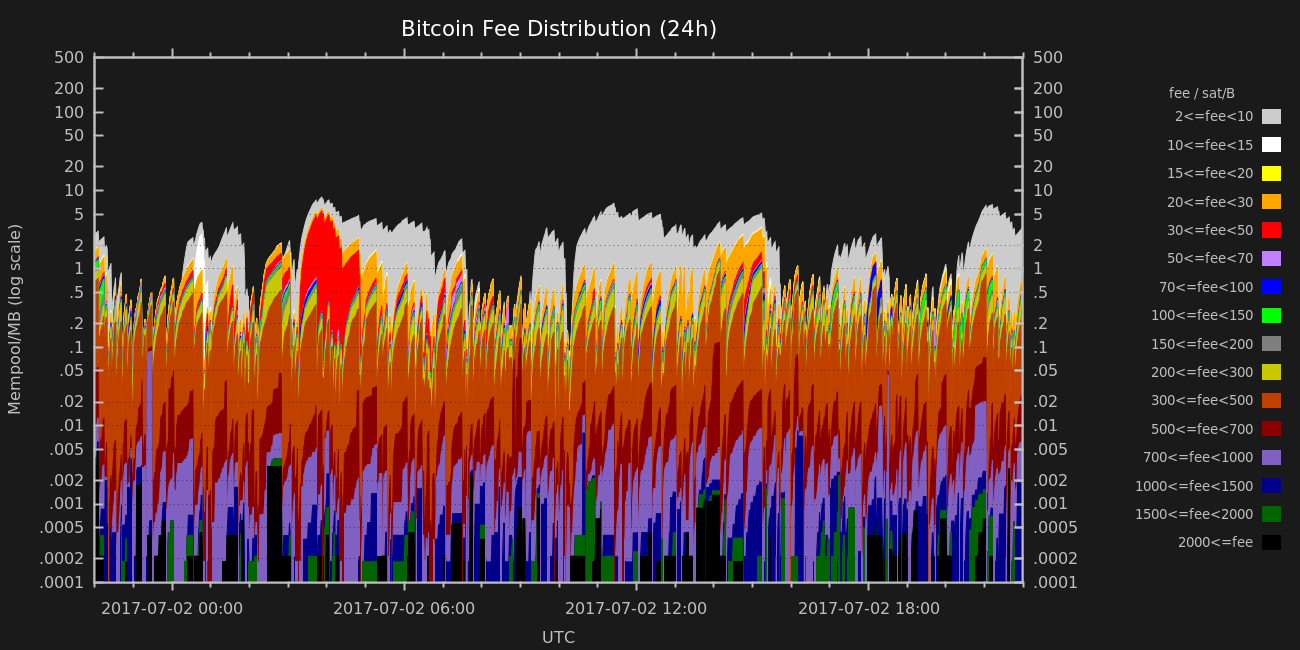 Bitcoin Fee Distribution (24h)
500
200
100
50
20
10
5
2
1
.5
.2
.1
.05
.02
.01
.005
.002
.001
.0005
.0002
.0001
Mempool/MB (log scale)
500
200
100
50
20
10
5
2
1
.5
.2
.1
.05
.02
.01
.005
.002
.001
.0005
.0002
.0001
2017-07-02 00:00
2017-07-02 06:00
2017-07-02 12:00
2017-07-02 18:00
UTC
fee / sat/B
2<=fee<10
10<=fee<15
15<=fee<20
20<=fee<30
30<=fee<50
50<=fee<70
70<=fee<100
100<=fee<150
150<=fee<200
200<=fee<300
300<=fee<500
500<=fee<700
700<=fee<1000
1000<=fee<1500
1500<=fee<2000
2000<=fee